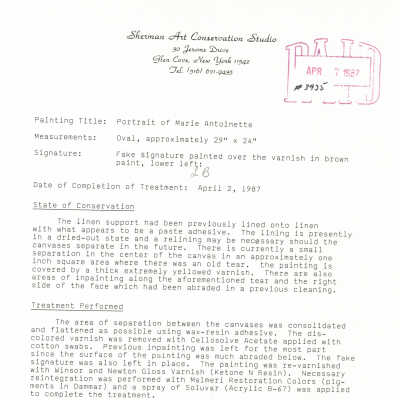 Sherman Art Conservation Studio
30 Jerome Drive
Glen Cove, New York 11542
Tel. (516) 671-9435
PAID
APR 7 1987
#3935
Painting Title: Portrait of Marie Antoinette
Measurements: Oval, approximately 29" x 24"
Signature: Fake signature painted over the varnish in brown
paint, lower left:
LB
Date of Completion of Treatment: April 2, 1987
State of Conservation
The linen support had been previously lined onto linen
with what appears to be a paste adhesive. The lining is presently
in a dried-out state and a relining may be necessary should the
canvases separate in the future. There is currently a small
separation in the center of the canvas in an approximately one
inch square area where there was an old tear. the painting is
covered by a thick extremely yellowed varnish. There are also
areas of inpainting along the aforementioned tear and the right
side of the face which had been abraded in a previous cleaning.
Treatment Performed
The area of separation between the canvases was consolidated
and flattened as possible using wax-resin adhesive. The dis-
colored varnish was removed with Cellosolve Acetate applied with
cotton swabs. Previous inpainting was left for the most part
since the surface of the painting was much abraded below. The fake
signature was also left in place. The painting was re-varnished
with Winsor and Newton Gloss Varnish (Ketone N Resin). Necessary
reintegration was performed with Maimeri Restoration Colors (pig-
ments in Dammar) and a spray of Soluvar (Acrylic B-67) was applied
to complete the treatment.